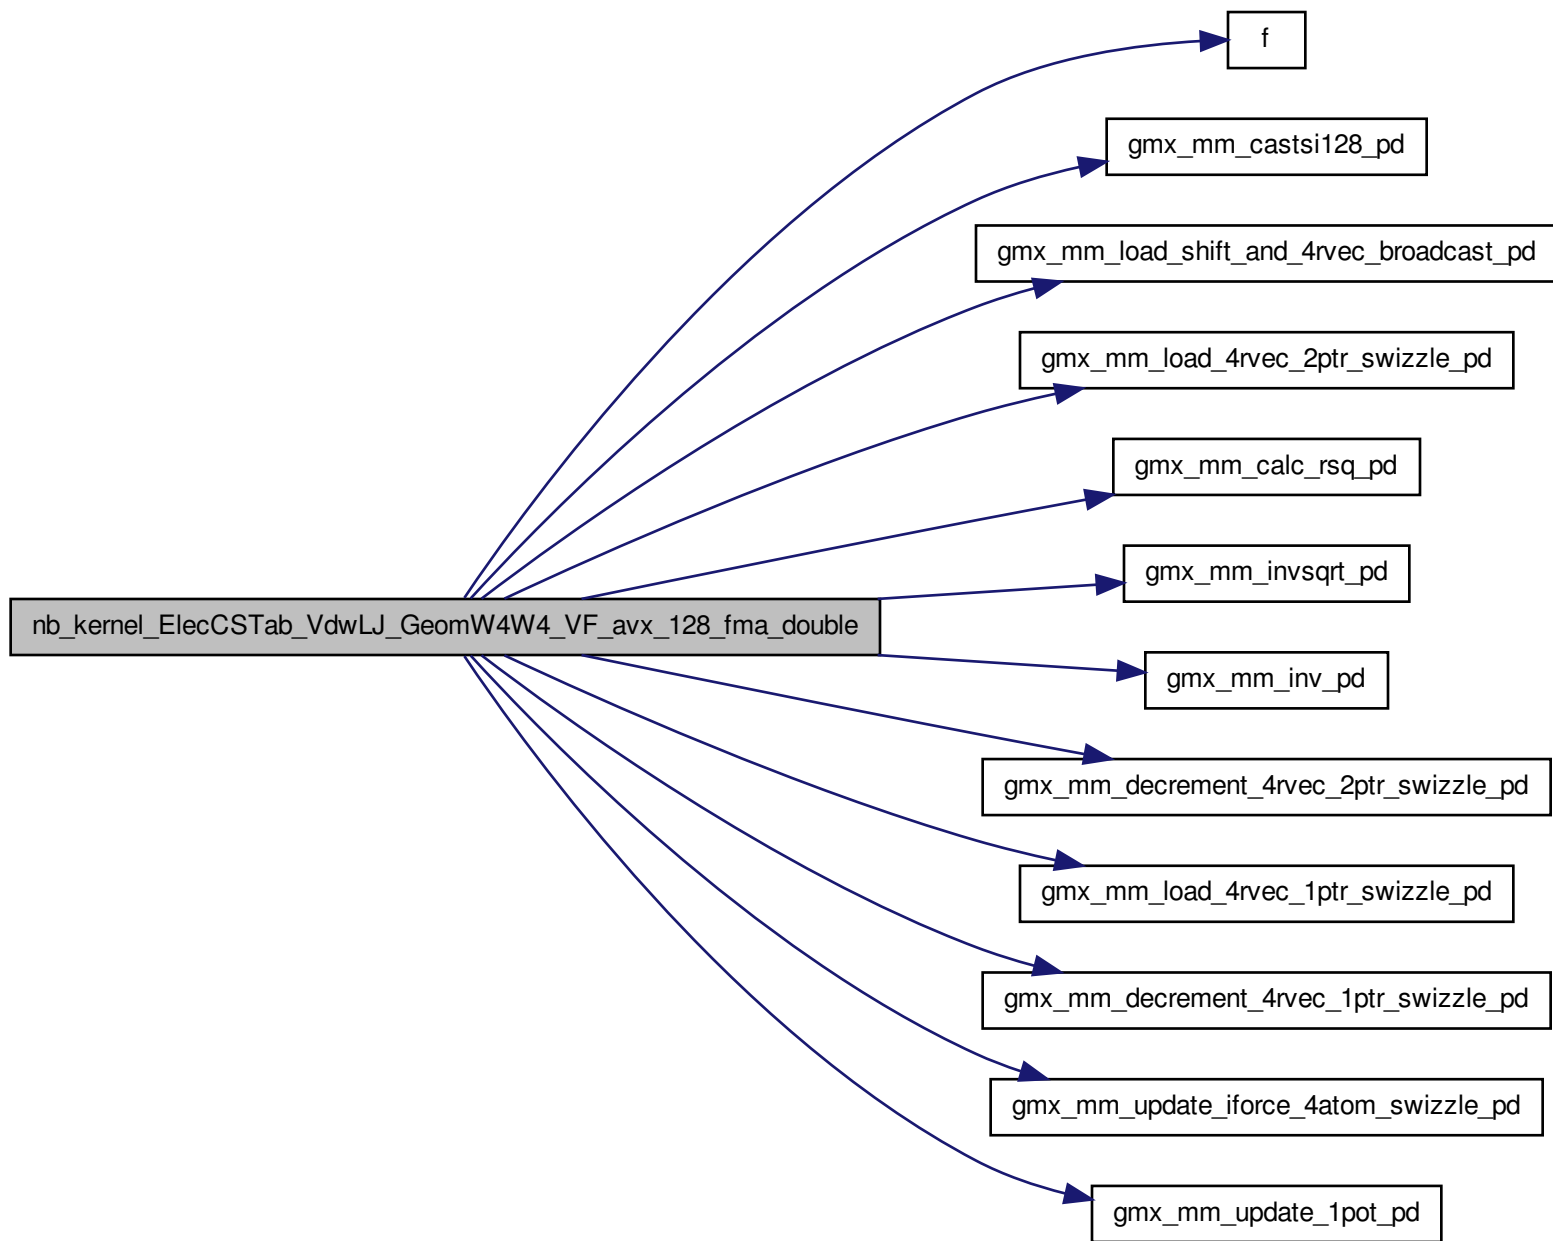 f
gmx_mm_castsi128_pd
gmx_mm_load_shift_and_4rvec_broadcast_pd
gmx_mm_load_4rvec_2ptr_swizzle_pd
gmx_mm_calc_rsq_pd
gmx_mm_invsqrt_pd
nb_kernel_ElecCSTab_VdwLJ_GeomW4W4_VF_avx_128_fma_double
gmx_mm_inv_pd
gmx_mm_decrement_4rvec_2ptr_swizzle_pd
gmx_mm_load_4rvec_1ptr_swizzle_pd
gmx_mm_decrement_4rvec_1ptr_swizzle_pd
gmx_mm_update_iforce_4atom_swizzle_pd
gmx_mm_update_1pot_pd